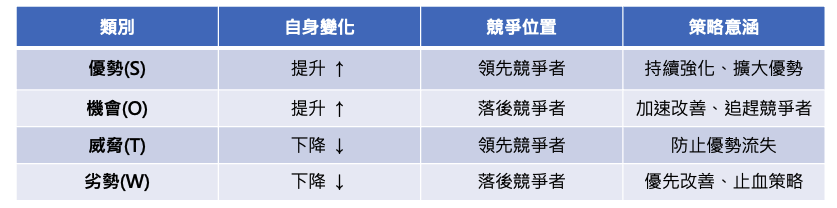 類別 自身變化 競爭位置 策略意涵
優勢(S) 提升 ↑ 領先競爭者 持續強化、擴大優勢
機會(O) 提升 ↑ 落後競爭者 加速改善、追趕競爭者
威脅(T) 下降 ↓ 領先競爭者 防止優勢流失
劣勢(W) 下降 ↓ 落後競爭者 優先改善、止血策略